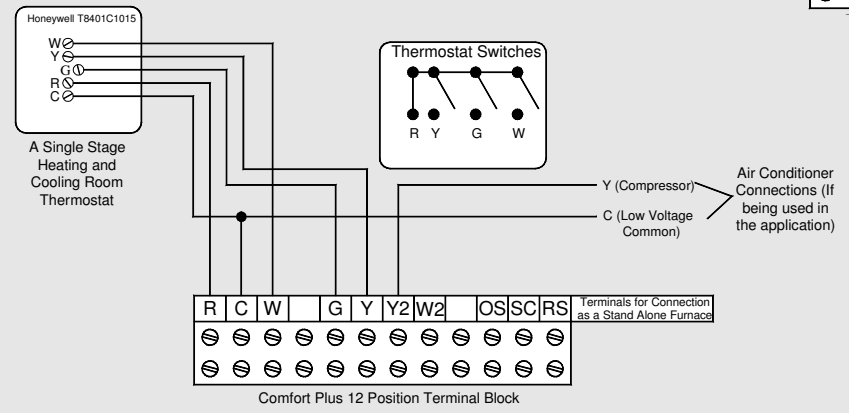 Honeywell T8401C1015
W
Y
G
R
C
A Single Stage
Heating and
Cooling Room
Thermostat
Thermostat Switches
R Y G W
Y (Compressor)
C (Low Voltage
Common)
Air Conditioner
Connections (If
being used in
the application)
R C W G Y Y2 W2 OS SC RS
Terminals for Connection
as a Stand Alone Furnace
Comfort Plus 12 Position Terminal Block